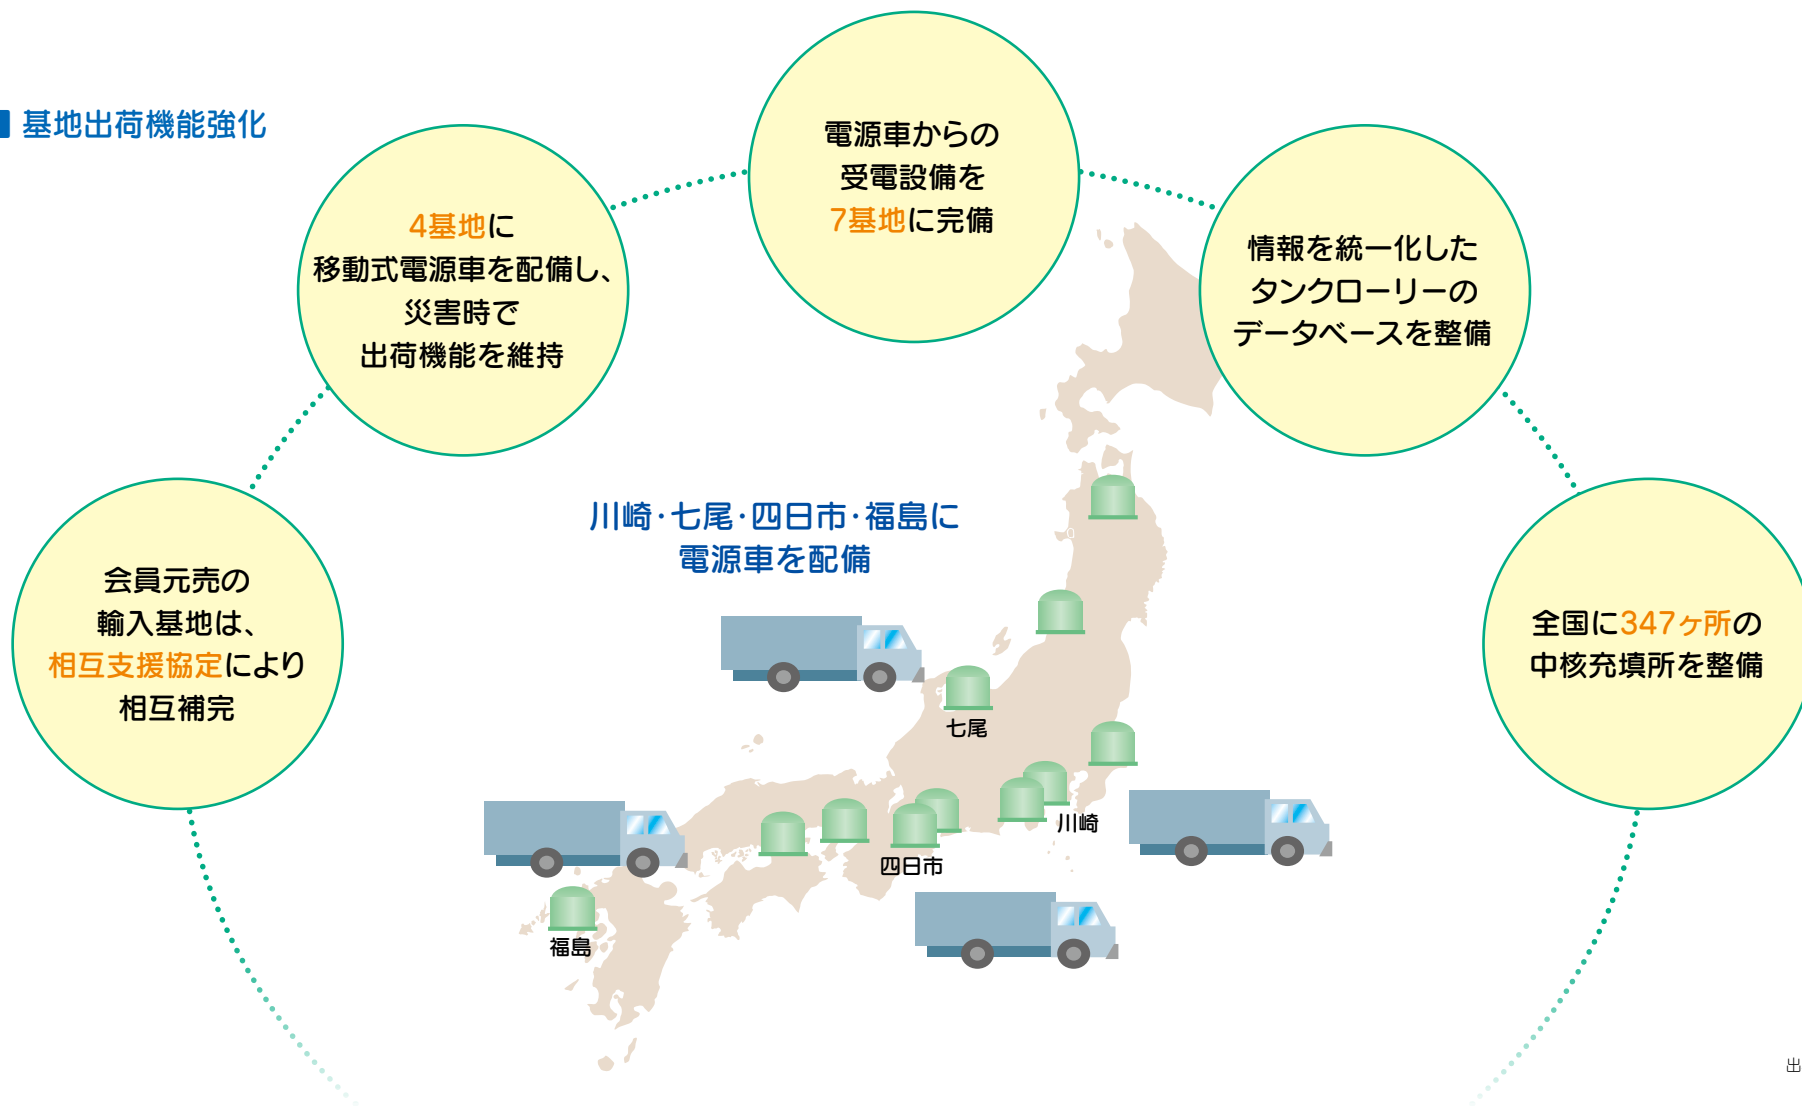 基地出荷機能強化
電源車からの
受電設備を
7基地に完備
4基地に
移動式電源車を配備し、
災害時で
出荷機能を維持
情報を統一化した
タンクローリーの
データベースを整備
川崎・七尾・四日市・福島に
電源車を配備
会員元売の
輸入基地は、
相互支援協定により
相互補完
全国に347ヶ所の
中核充填所を整備
七尾
川崎
四日市
福島
出